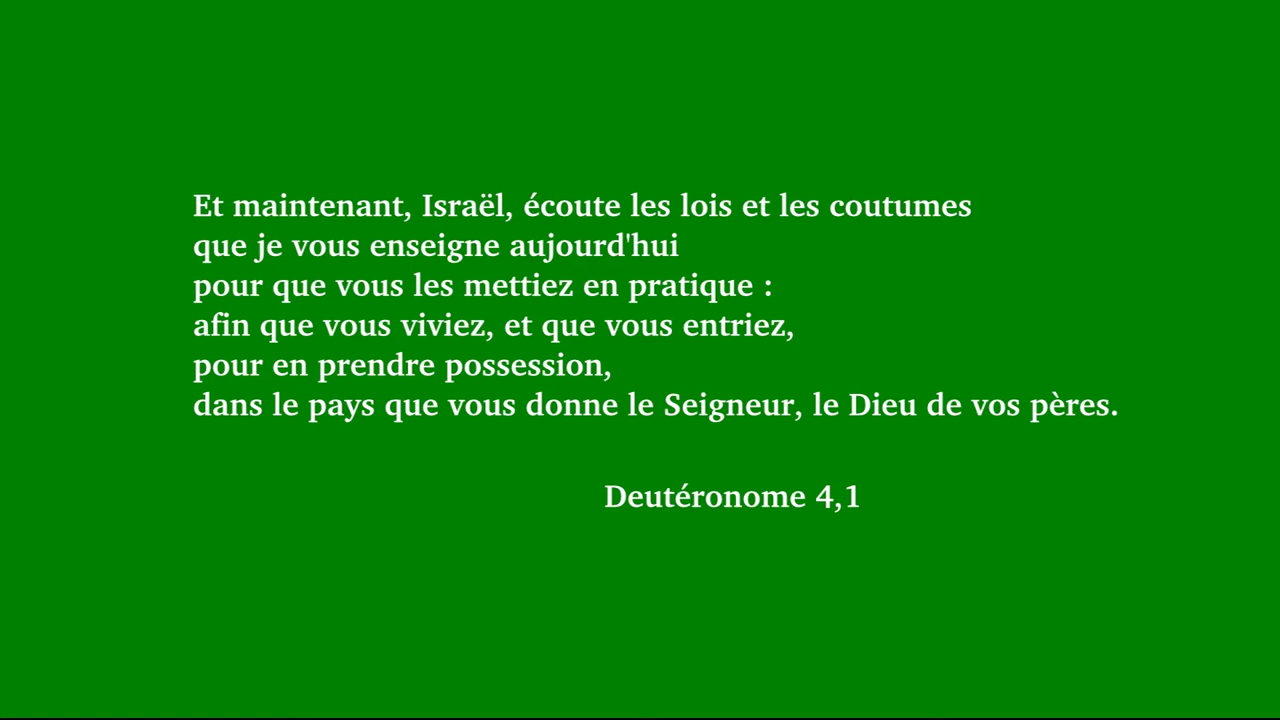 Et maintenant, Israël, écoute les lois et les coutumes
que je vous enseigne aujourd'hui
pour que vous les mettiez en pratique :
afin que vous viviez, et que vous entriez,
pour en prendre possession,
dans le pays que vous donne le Seigneur, le Dieu de vos pères.
Deutéronome 4,1